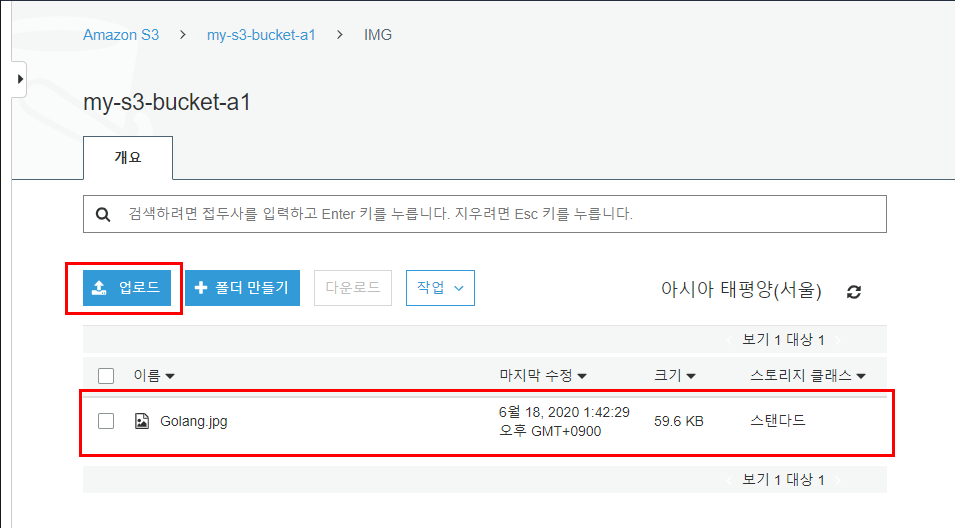 Amazon S3 > my-s3-bucket-a1 > IMG
my-s3-bucket-a1
개요
검색하려면 접두사를 입력하고 Enter 키를 누릅니다. 지우려면 Esc 키를 누릅니다.
업로드 폴더 만들기 다운로드 작업 아시아 태평양(서울)
보기 1 대상 1
이름 마지막 수정 크기 스토리지 클래스
Golang.jpg 6월 18, 2020 1:42:29 59.6 KB 스탠다드
오후 GMT+0900
보기 1 대상 1